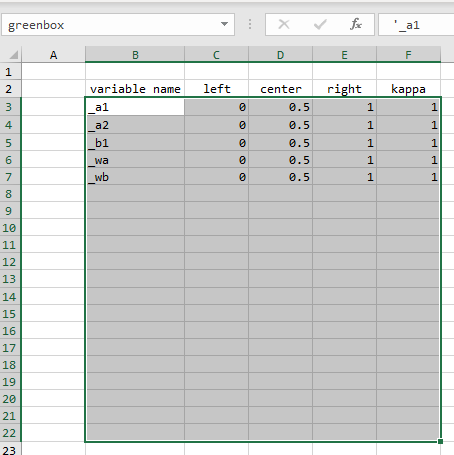 greenbox fx '_a1
A B C D E F
1
2 variable name left center right kappa
3 _a1 0 0.5 1 1
4 _a2 0 0.5 1 1
5 _b1 0 0.5 1 1
6 _wa 0 0.5 1 1
7 _wb 0 0.5 1 1
8
9
10
11
12
13
14
15
16
17
18
19
20
21
22
23